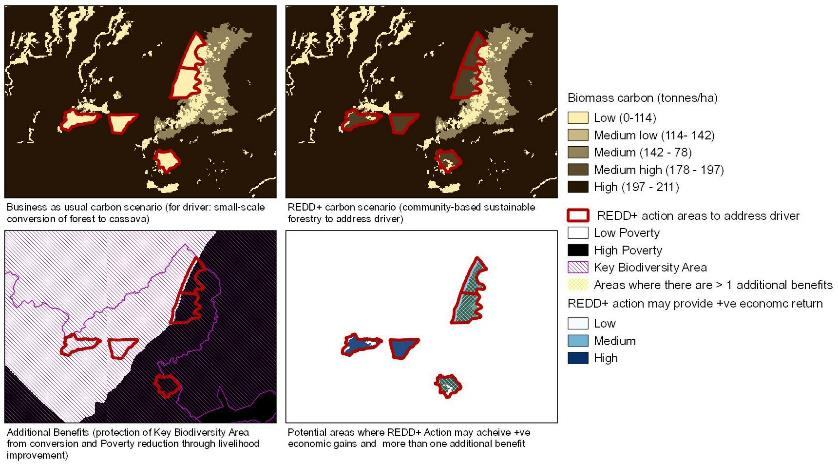 Business as usual carbon scenario (for driver: small-scale
conversion of forest to cassava)
REDD+ carbon scenario (community-based sustainable
forestry to address driver)
Additional Benefits (protection of Key Biodiversity Area
from conversion and Poverty reduction through livelihood
improvement)
Potential areas where REDD+ Action may acheive +ve
economic gains and more than one additional benefit
Biomass carbon (tonnes/ha)
Low (0-114)
Medium low (114- 142)
Medium (142 - 78)
Medium high (178 - 197)
High (197 - 211)
REDD+ action areas to address driver
Low Poverty
High Poverty
Key Biodiversity Area
Areas where there are > 1 additional benefits
REDD+ action may provide +ve economc return
Low
Medium
High